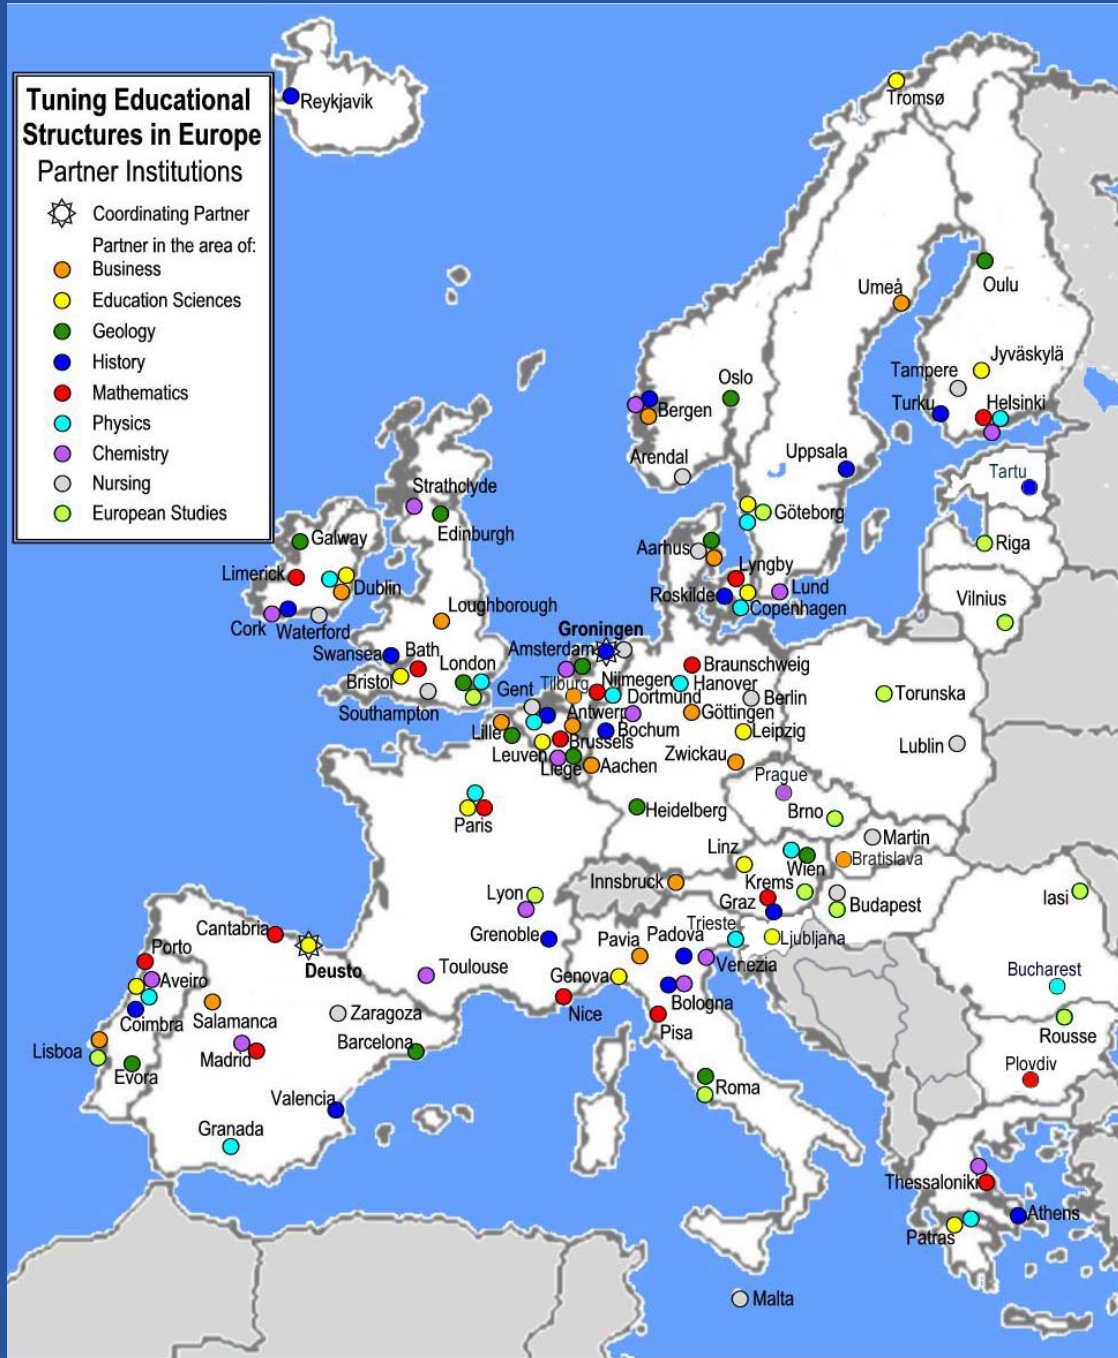 Tuning Educational
Structures in Europe
Partner Institutions
Coordinating Partner
Partner in the area of:
Business
Education Sciences
Geology
History
Mathematics
Physics
Chemistry
Nursing
European Studies
Reykjavik
Tromsø
Oulu
Umeå
Jyväskylä
Tampere
Oslo
Helsinki
Turku
Bergen
Uppsala
Arendal
Tartu
Strathclyde
Göteborg
Edinburgh
Galway
Riga
Aarhus
Lyngby
Limerick
Dublin
Roskilde
Lund
Copenhagen
Vilnius
Loughborough
Cork
Waterford
Groningen
Swansea
Bath
Amsterdam
London
Braunschweig
Bristol
Tilburg
Nijmegen
Hanover
Gent
Dortmund
Berlin
Torunska
Southampton
Antwerp
Göttingen
Lille
Bochum
Leipzig
Brussels
Lublin
Leuven
Zwickau
Liege
Aachen
Prague
Heidelberg
Brno
Paris
Martin
Linz
Wien
Bratislava
Innsbruck
Krems
Lyon
Graz
Budapest
Iasi
Cantabria
Trieste
Grenoble
Pavia
Padova
Ljubljana
Porto
Deusto
Toulouse
Genova
Venezia
Bucharest
Aveiro
Bologna
Coimbra
Salamanca
Zaragoza
Nice
Pisa
Rousse
Lisboa
Madrid
Barcelona
Evora
Plovdiv
Roma
Valencia
Granada
Thessaloniki
Athens
Patras
Malta